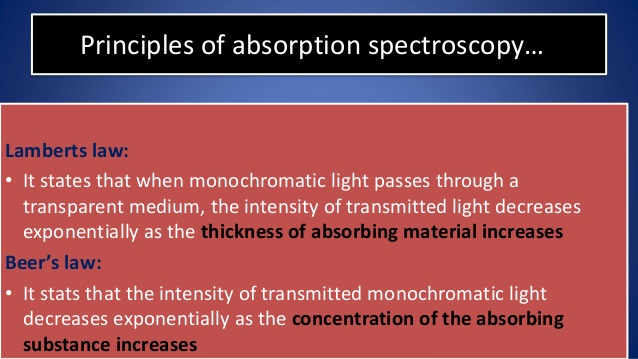 Principles of absorption spectroscopy…
Lamberts law:
• It states that when monochromatic light passes through a
transparent medium, the intensity of transmitted light decreases
exponentially as the thickness of absorbing material increases
Beer’s law:
• It stats that the intensity of transmitted monochromatic light
decreases exponentially as the concentration of the absorbing
substance increases